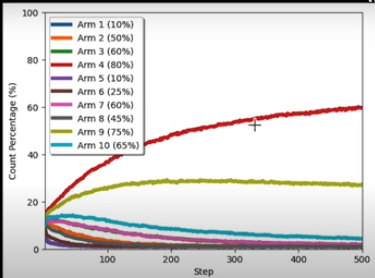 100
80
60
40
20
0
Count Percentage (%)
Arm 1 (10%)
Arm 2 (50%)
Arm 3 (60%)
Arm 4 (80%)
Arm 5 (10%)
Arm 6 (25%)
Arm 7 (60%)
Arm 8 (45%)
Arm 9 (75%)
Arm 10 (65%)
100 200 300 400 500
Step